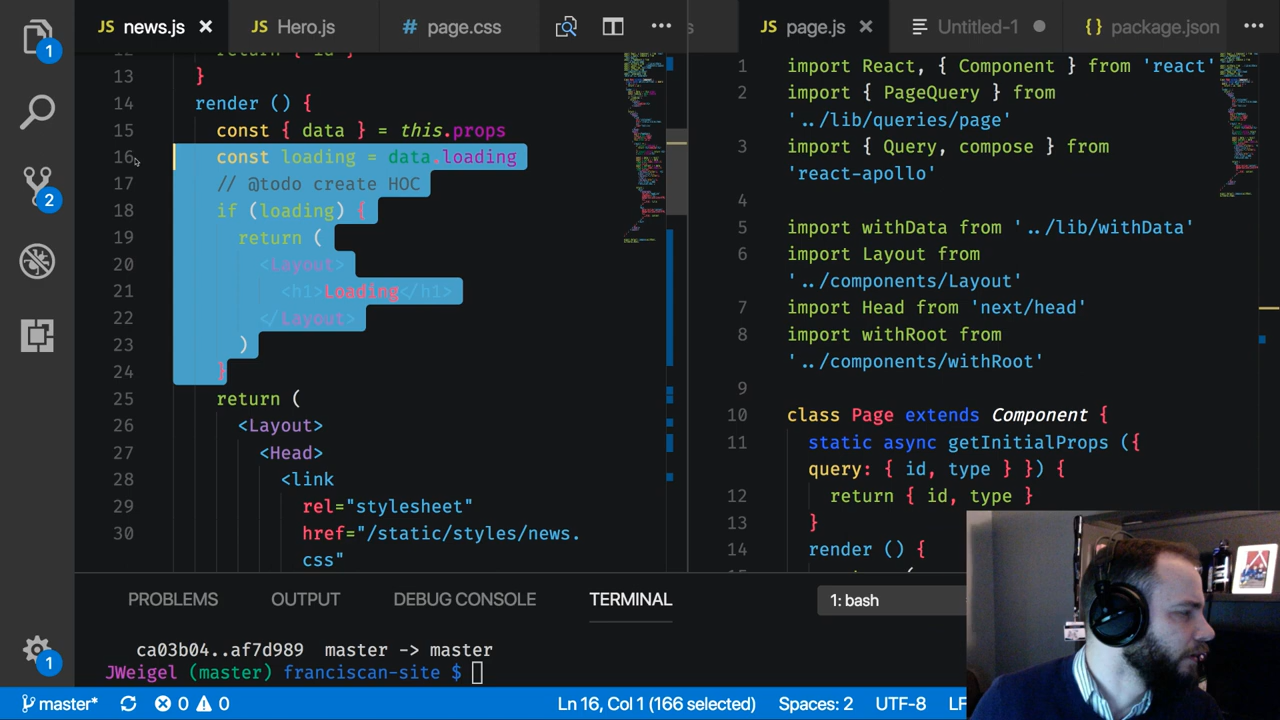 JS news.js
JS Hero.js
# page.css
s
JS page.js
Untitled-1
{} package.json
1
2
13 }
14 render () {
15 const { data } = this.props
16 const loading = data.loading
17 // @todo create HOC
18 if (loading) {
19 return (
20 <Layout>
21 <h1>Loading</h1>
22 </Layout>
23 )
24 }
25 return (
26 <Layout>
27 <Head>
28 <link
29 rel="stylesheet"
30 href="/static/styles/news.
css"
1 import React, { Component } from 'react'
2 import { PageQuery } from
'../lib/queries/page'
3 import { Query, compose } from
'react-apollo'
4
5 import withData from '../lib/withData'
6 import Layout from
'../components/Layout'
7 import Head from 'next/head'
8 import withRoot from
'../components/withRoot'
9
10 class Page extends Component {
11 static async getInitialProps ({
query: { id, type } }) {
12 return { id, type }
13 }
14 render () {
PROBLEMS
OUTPUT
DEBUG CONSOLE
TERMINAL
1: bash
ca03b04..af7d989 master -> master
JWeigel (master) franciscan-site $
1
master*
0
0
Ln 16, Col 1 (166 selected)
Spaces: 2
UTF-8
LF